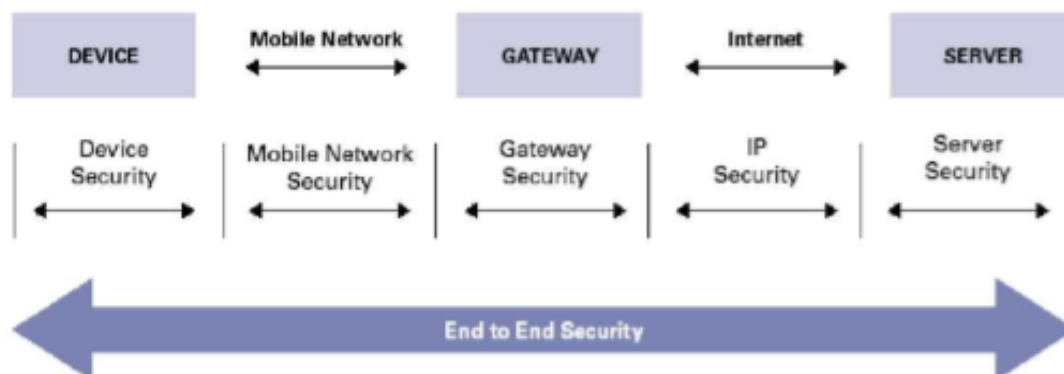 DEVICE
Mobile Network
GATEWAY
Internet
SERVER
Device
Security
Mobile Network
Security
Gateway
Security
IP
Security
Server
Security
End to End Security